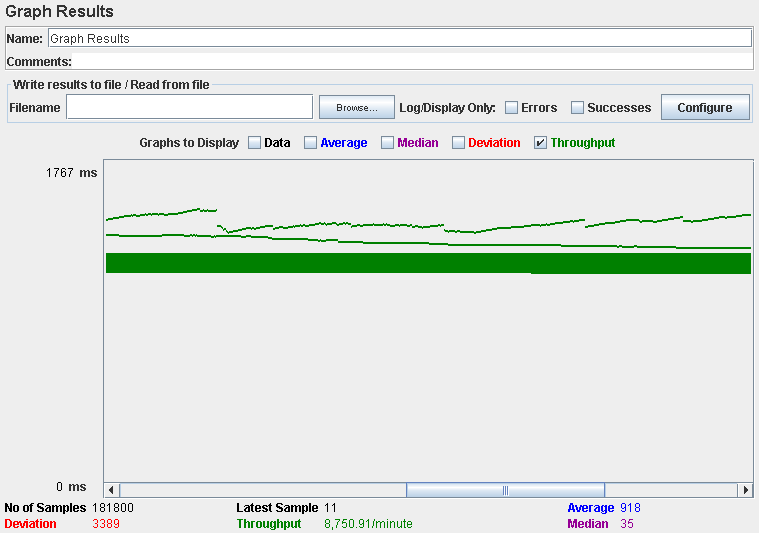 Graph Results
Name: Graph Results
Comments:
Write results to file / Read from file
Filename Browse... Log/Display Only: Errors Successes Configure
Graphs to Display Data Average Median Deviation Throughput
1767 ms
0 ms
No of Samples 181800 Latest Sample 11 Average 918
Deviation 3389 Throughput 8,750.91/minute Median 35